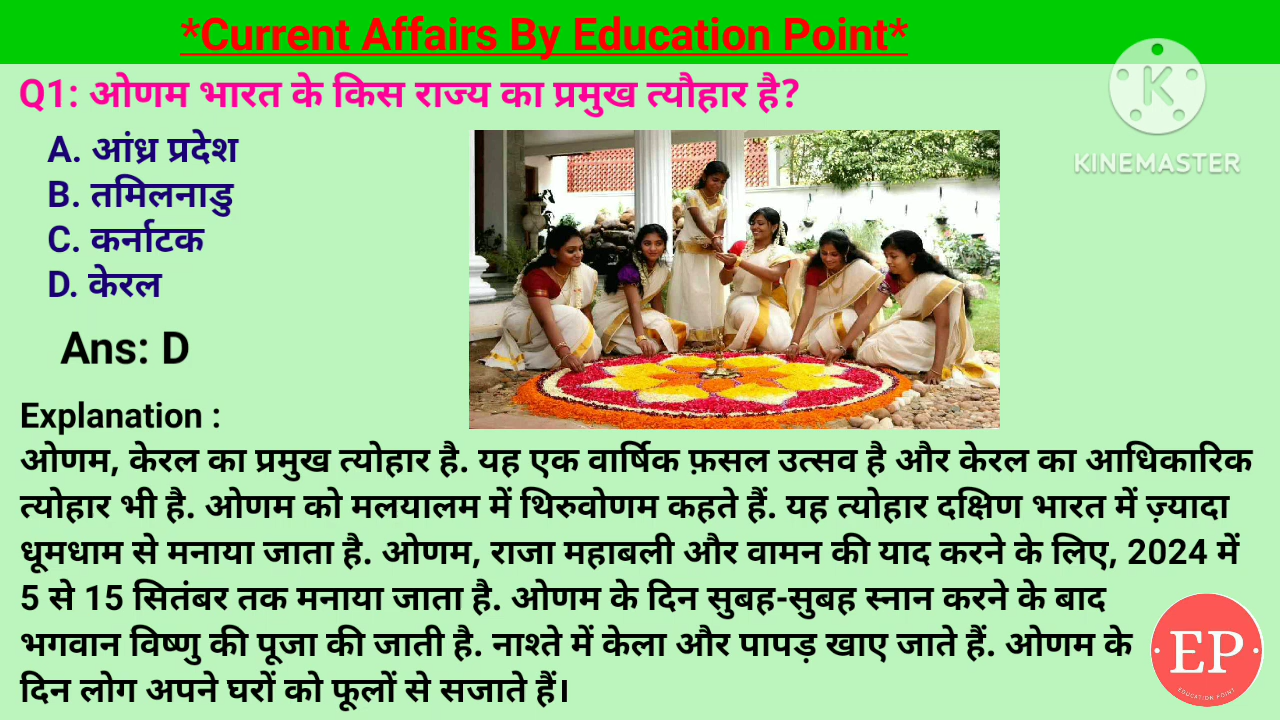 *Current Affairs By Education Point*
Q1: ओणम भारत के किस राज्य का प्रमुख त्यौहार है?
A. आंध्र प्रदेश
B. तमिलनाडु
C. कर्नाटक
D. केरल
Ans: D
K
KINEMASTER
Explanation :
ओणम, केरल का प्रमुख त्योहार है. यह एक वार्षिक फ़सल उत्सव है और केरल का आधिकारिक
त्योहार भी है. ओणम को मलयालम में थिरुवोणम कहते हैं. यह त्योहार दक्षिण भारत में ज़्यादा
धूमधाम से मनाया जाता है. ओणम, राजा महाबली और वामन की याद करने के लिए, 2024 में
5 से 15 सितंबर तक मनाया जाता है. ओणम के दिन सुबह-सुबह स्नान करने के बाद
भगवान विष्णु की पूजा की जाती है. नाश्ते में केला और पापड़ खाए जाते हैं. ओणम के
दिन लोग अपने घरों को फूलों से सजाते हैं।
EP
EDUCATION POINT